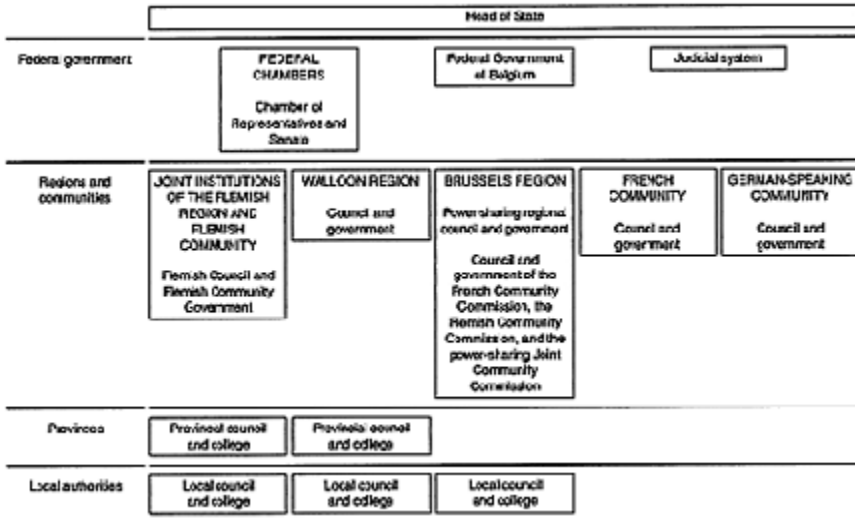 Head of State
Federal government
FEDERAL
CHAMBERS
Chamber of
Representatives and
Senate
Federal Government
of Belgium
Judicial system
Regions and
communities
JOINT INSTITUTIONS
OF THE FLEMISH
REGION AND
FLEMISH
COMMUNITY
Flemish Council and
Flemish Community
Government
WALLOON REGION
Council and
government
BRUSSELS REGION
Power-sharing regional
council and government
Council and
government of the
French Community
Commission, the
Flemish Community
Commission, and the
power-sharing Joint
Community
Commission
FRENCH
COMMUNITY
Council and
government
GERMAN-SPEAKING
COMMUNITY
Council and
government
Provinces
Provincial council
and college
Provincial council
and college
Local authorities
Local council
and college
Local council
and college
Local council
and college